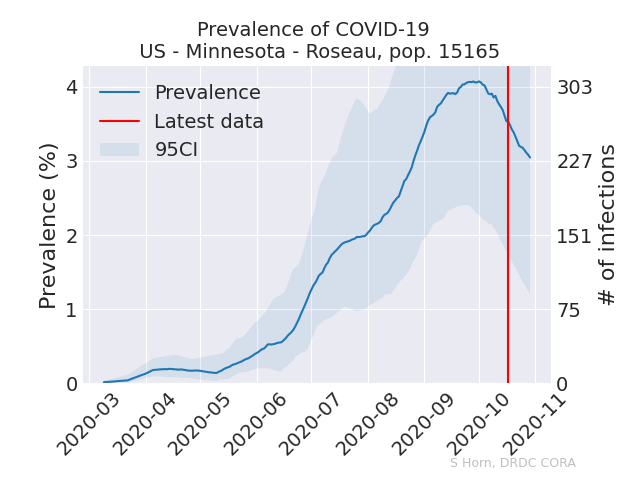 Prevalence of COVID-19
US - Minnesota - Roseau, pop. 15165
Prevalence
Latest data
95CI
Prevalence (%)
4
3
2
1
0
303
227
151
75
0
# of infections
2020-03
2020-04
2020-05
2020-06
2020-07
2020-08
2020-09
2020-10
2020-11
S Horn, DRDC CORA